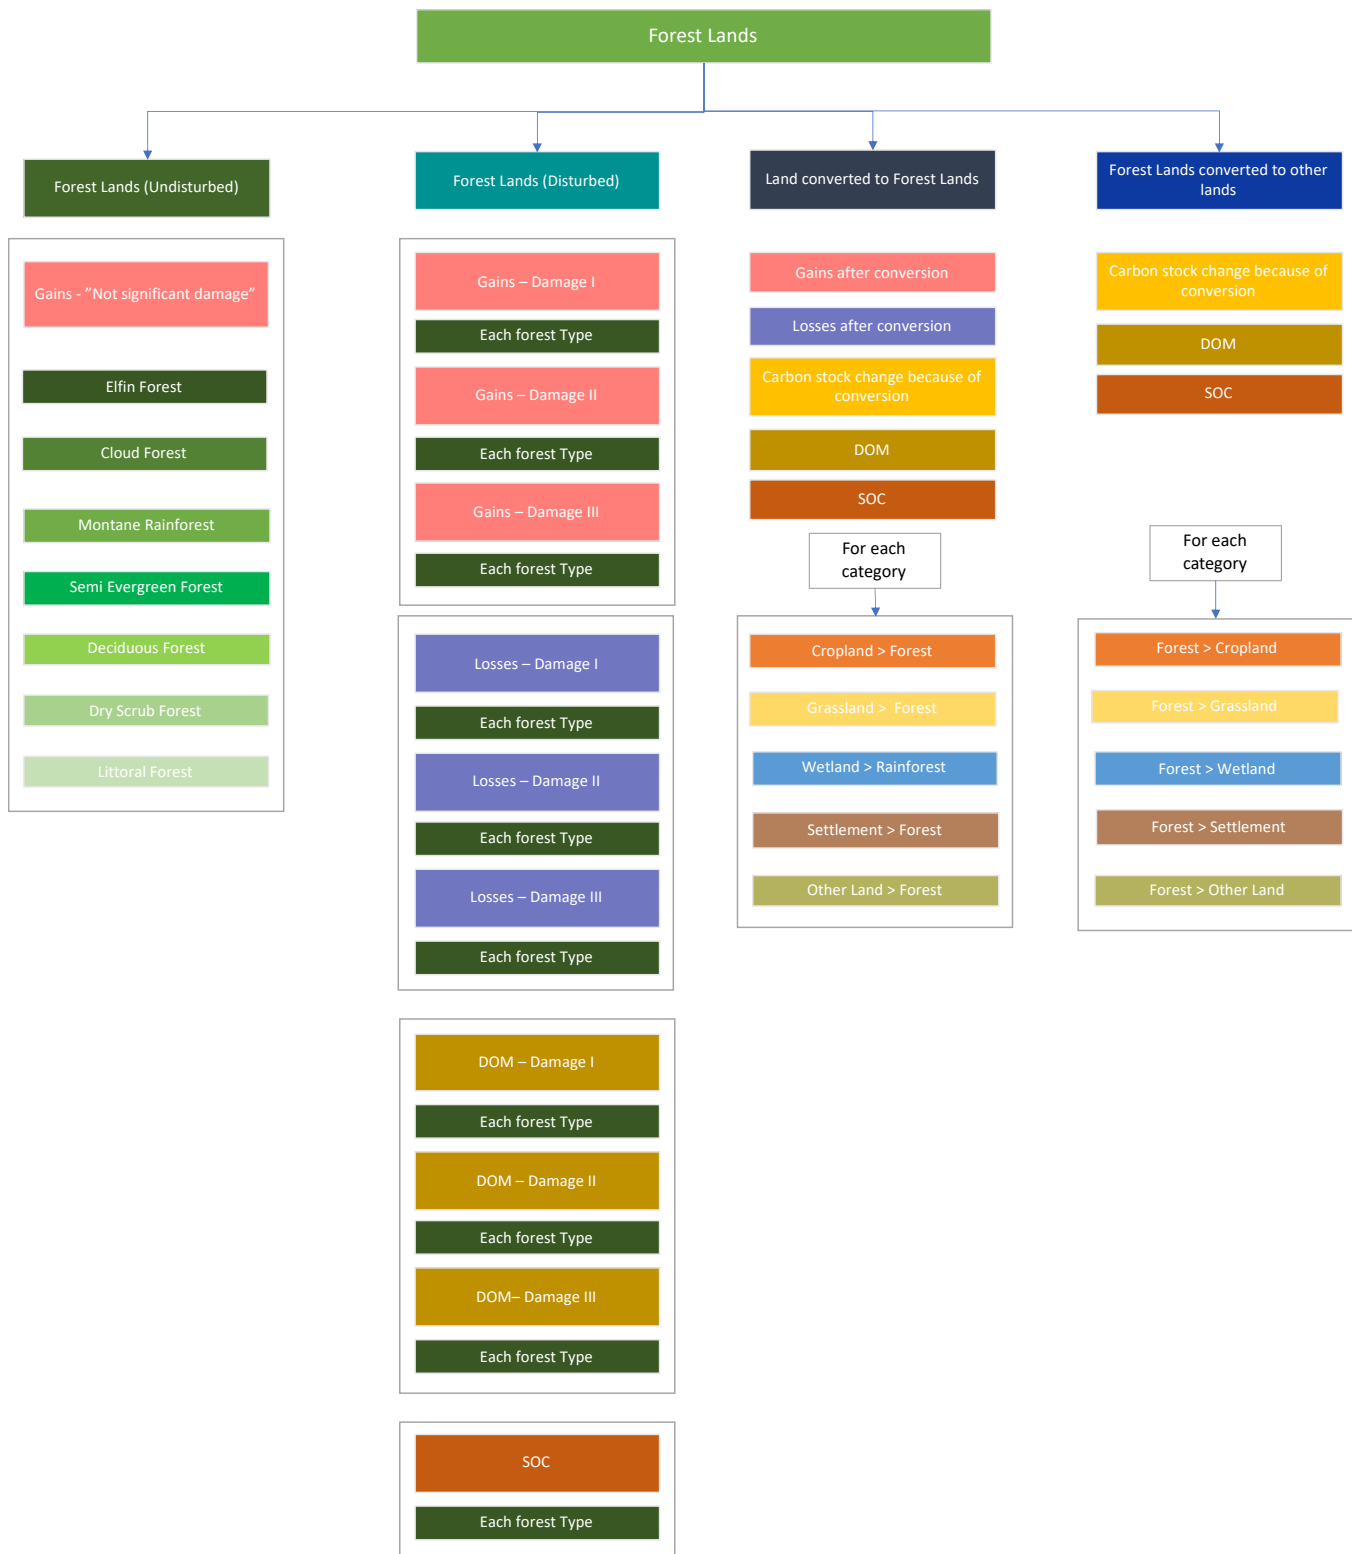 Forest Lands
Forest Lands (Undisturbed)
Gains - ”Not significant damage”
Elfin Forest
Cloud Forest
Montane Rainforest
Semi Evergreen Forest
Deciduous Forest
Dry Scrub Forest
Littoral Forest
Forest Lands (Disturbed)
Gains – Damage I
Each forest Type
Gains – Damage II
Each forest Type
Gains – Damage III
Each forest Type
Losses – Damage I
Each forest Type
Losses – Damage II
Each forest Type
Losses – Damage III
Each forest Type
DOM – Damage I
Each forest Type
DOM – Damage II
Each forest Type
DOM– Damage III
Each forest Type
SOC
Each forest Type
Land converted to Forest Lands
Gains after conversion
Losses after conversion
Carbon stock change because of
conversion
DOM
SOC
For each
category
Cropland > Forest
Grassland >  Forest
Wetland > Rainforest
Settlement > Forest
Other Land > Forest
Forest Lands converted to other
lands
Carbon stock change because of
conversion
DOM
SOC
For each
category
Forest > Cropland
Forest > Grassland
Forest > Wetland
Forest > Settlement
Forest > Other Land